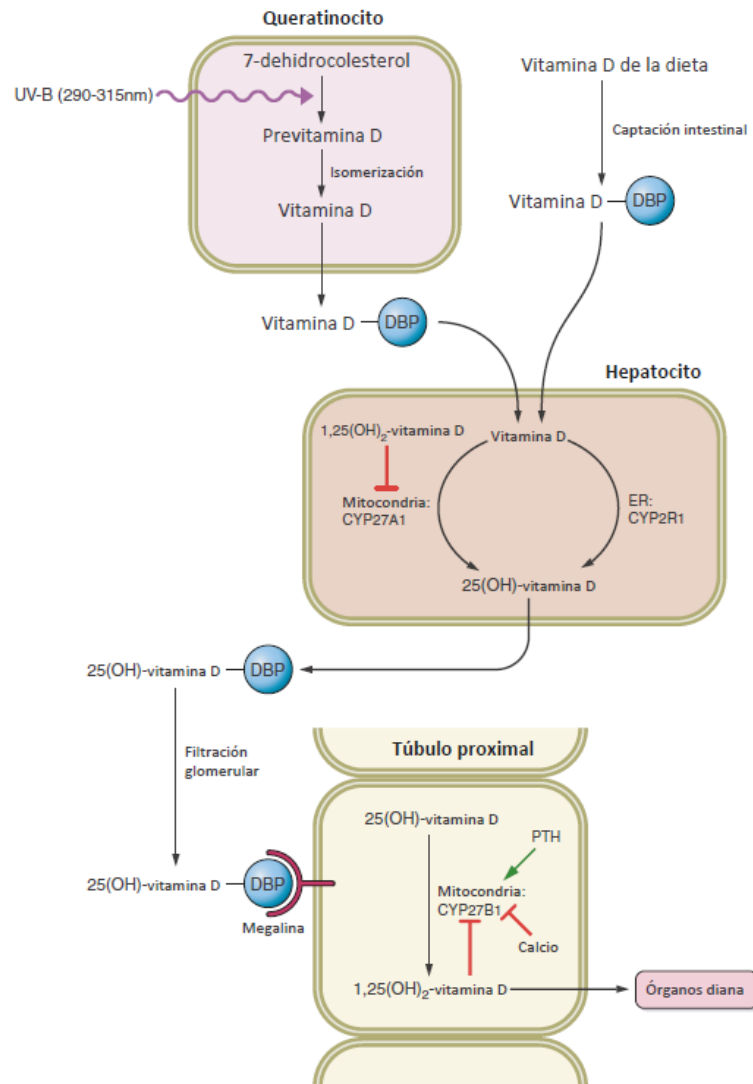 Queratinocito
7-dehidrocolesterol
UV-B (290-315nm)
Previtamina D
Isomerización
Vitamina D
Vitamina D
DBP
Vitamina D de la dieta
Captación intestinal
Vitamina D
DBP
Hepatocito
1,25(OH)₂-vitamina D
Vitamina D
Mitocondria:
CYP27A1
ER:
CYP2R1
25(OH)-vitamina D
25(OH)-vitamina D
DBP
Filtración
glomerular
25(OH)-vitamina D
DBP
Megalina
Túbulo proximal
25(OH)-vitamina D
PTH
Mitocondria:
CYP27B1
Calcio
1,25(OH)₂-vitamina D
Órganos diana